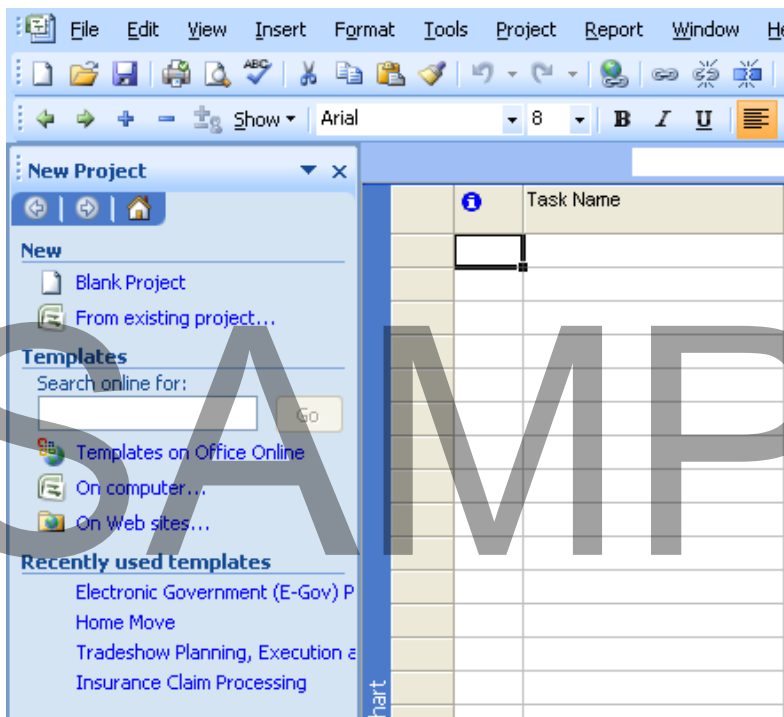 File Edit View Insert Format Tools Project Report Window
ABC
Show Arial 8 B I U
New Project
Task Name
New
Blank Project
From existing project...
Templates
Search online for:
Go
Templates on Office Online
On computer...
On Web sites...
Recently used templates
Electronic Government (E-Gov) P
Home Move
Tradeshow Planning, Execution a
Insurance Claim Processing
SAMP